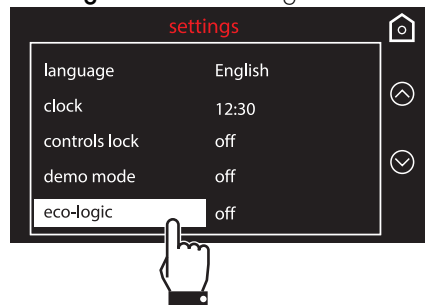 settings
language English
clock 12:30
controls lock off
demo mode off
eco-logic off